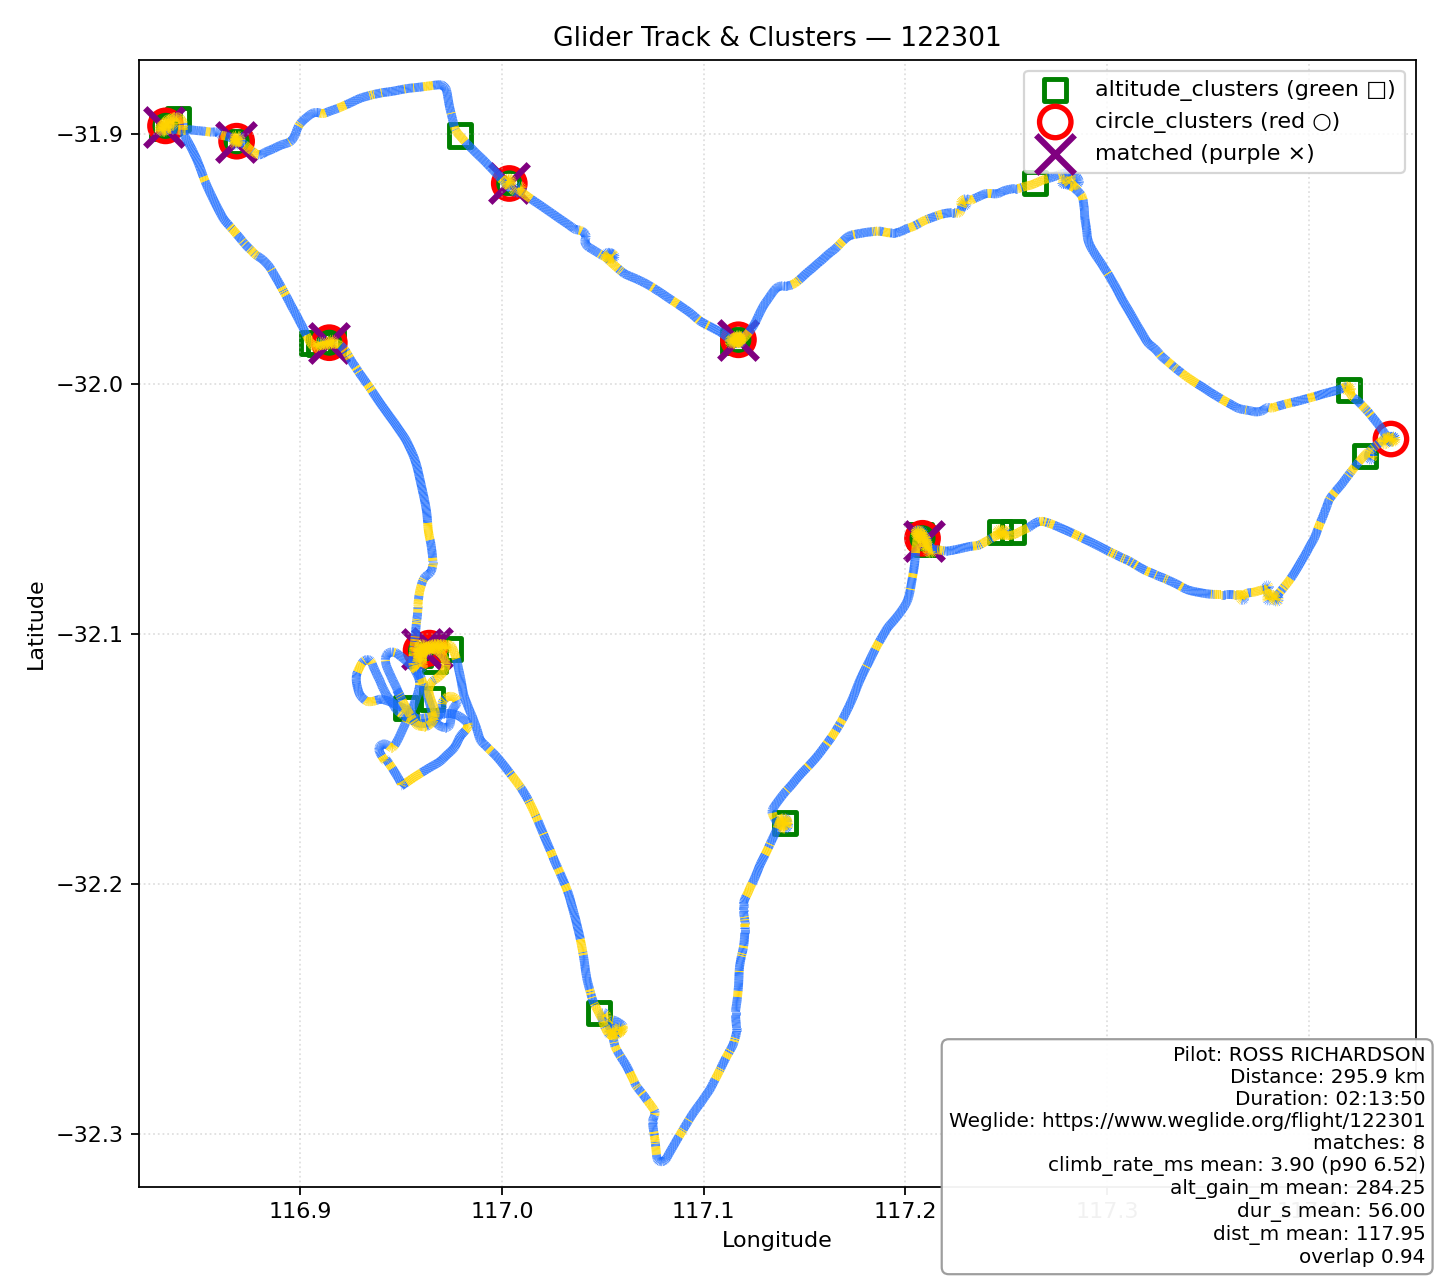 Glider Track & Clusters — 122301
altitude_clusters (green □)
circle_clusters (red ○)
matched (purple ×)
Latitude
−31.9
−32.0
−32.1
−32.2
−32.3
116.9
117.0
117.1
117.2
117.3
Longitude
Pilot: ROSS RICHARDSON
Distance: 295.9 km
Duration: 02:13:50
Weglide: https://www.weglide.org/flight/122301
matches: 8
climb_rate_ms mean: 3.90 (p90 6.52)
alt_gain_m mean: 284.25
dur_s mean: 56.00
dist_m mean: 117.95
overlap 0.94